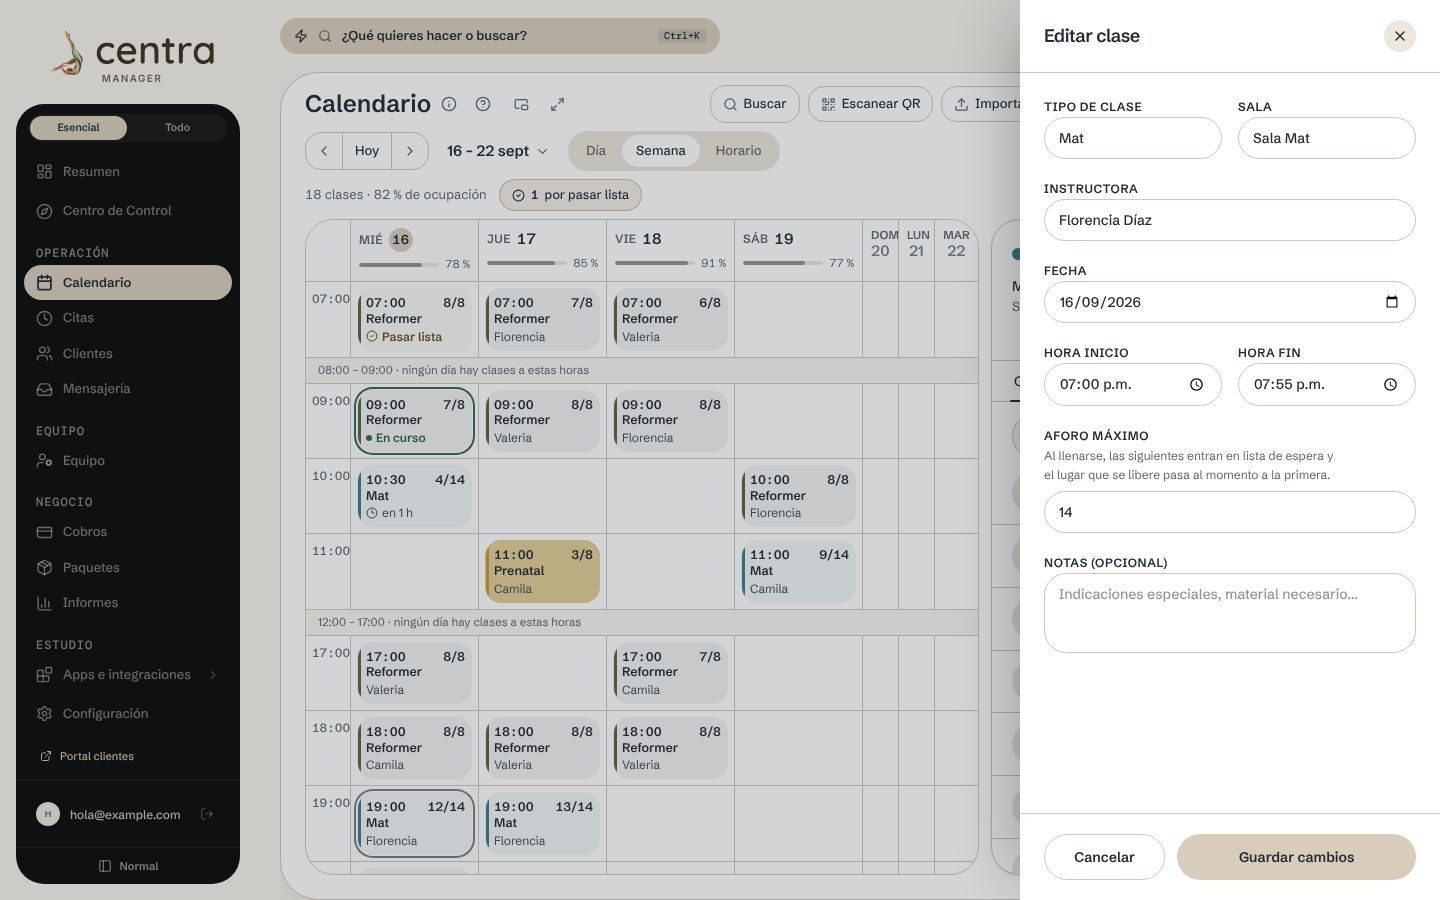 centra
MANAGER
Esencial
Todo
Resumen
Centro de Control
OPERACIÓN
Calendario
Citas
Clientes
Mensajería
EQUIPO
Equipo
NEGOCIO
Cobros
Paquetes
Informes
ESTUDIO
Apps e integraciones
Configuración
Portal clientes
H
hola@example.com
Normal
¿Qué quieres hacer o buscar?
Ctrl+K
Calendario
Buscar
Escanear QR
Hoy
16 – 22 sept
Día
Semana
Horario
18 clases · 82 % de ocupación
1 por pasar lista
MIÉ 16
78 %
JUE 17
85 %
VIE 18
91 %
SÁB 19
77 %
DOM
20
LUN
21
MAR
22
07:00
07:00 8/8
Reformer
Pasar lista
07:00 7/8
Reformer
Florencia
07:00 6/8
Reformer
Valeria
08:00 – 09:00 · ningún día hay clases a estas horas
09:00
09:00 7/8
Reformer
En curso
09:00 8/8
Reformer
Valeria
09:00 8/8
Reformer
Florencia
10:00
10:30 4/14
Mat
en 1 h
10:00 8/8
Reformer
Florencia
11:00
11:00 3/8
Prenatal
Camila
11:00 9/14
Mat
Camila
12:00 – 17:00 · ningún día hay clases a estas horas
17:00
17:00 8/8
Reformer
Valeria
17:00 7/8
Reformer
Camila
18:00
18:00 8/8
Reformer
Camila
18:00 8/8
Reformer
Valeria
18:00 8/8
Reformer
Valeria
19:00
19:00 12/14
Mat
Florencia
19:00 13/14
Mat
Florencia
Editar clase
TIPO DE CLASE
Mat
SALA
Sala Mat
INSTRUCTORA
Florencia Díaz
FECHA
16/09/2026
HORA INICIO
07:00 p.m.
HORA FIN
07:55 p.m.
AFORO MÁXIMO
Al llenarse, las siguientes entran en lista de espera y
el lugar que se libere pasa al momento a la primera.
14
NOTAS (OPCIONAL)
Indicaciones especiales, material necesario...
Cancelar
Guardar cambios